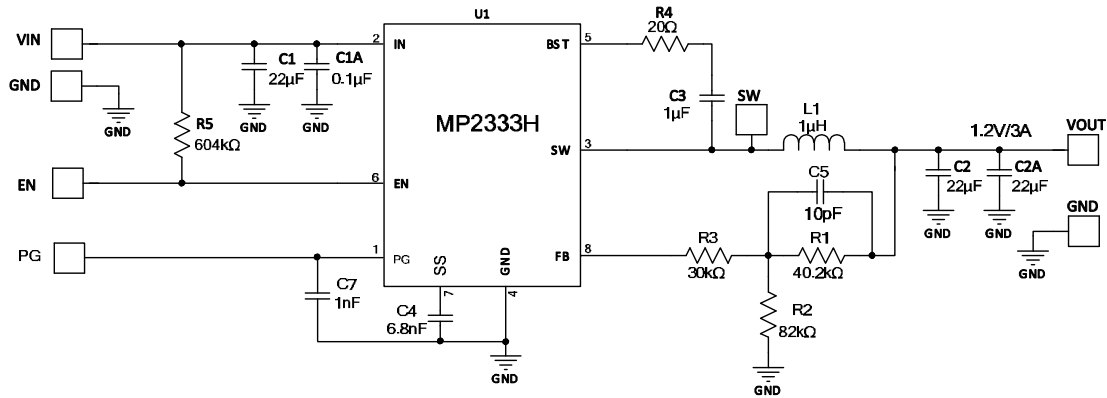 U1
VIN
GND
GND
EN
PG
R5
604kΩ
C1
22μF
GND
C1A
0.1μF
GND
2
IN
6
EN
1
PG
MP2333H
BST
5
SW
3
FB
8
SS
7
GND
4
C7
1nF
C4
6.8nF
GND
R4
20Ω
C3
1μF
SW
L1
1μH
1.2V/3A
VOUT
C5
10pF
C2
22μF
GND
C2A
22μF
GND
GND
GND
R3
30kΩ
R1
40.2kΩ
R2
82kΩ
GND